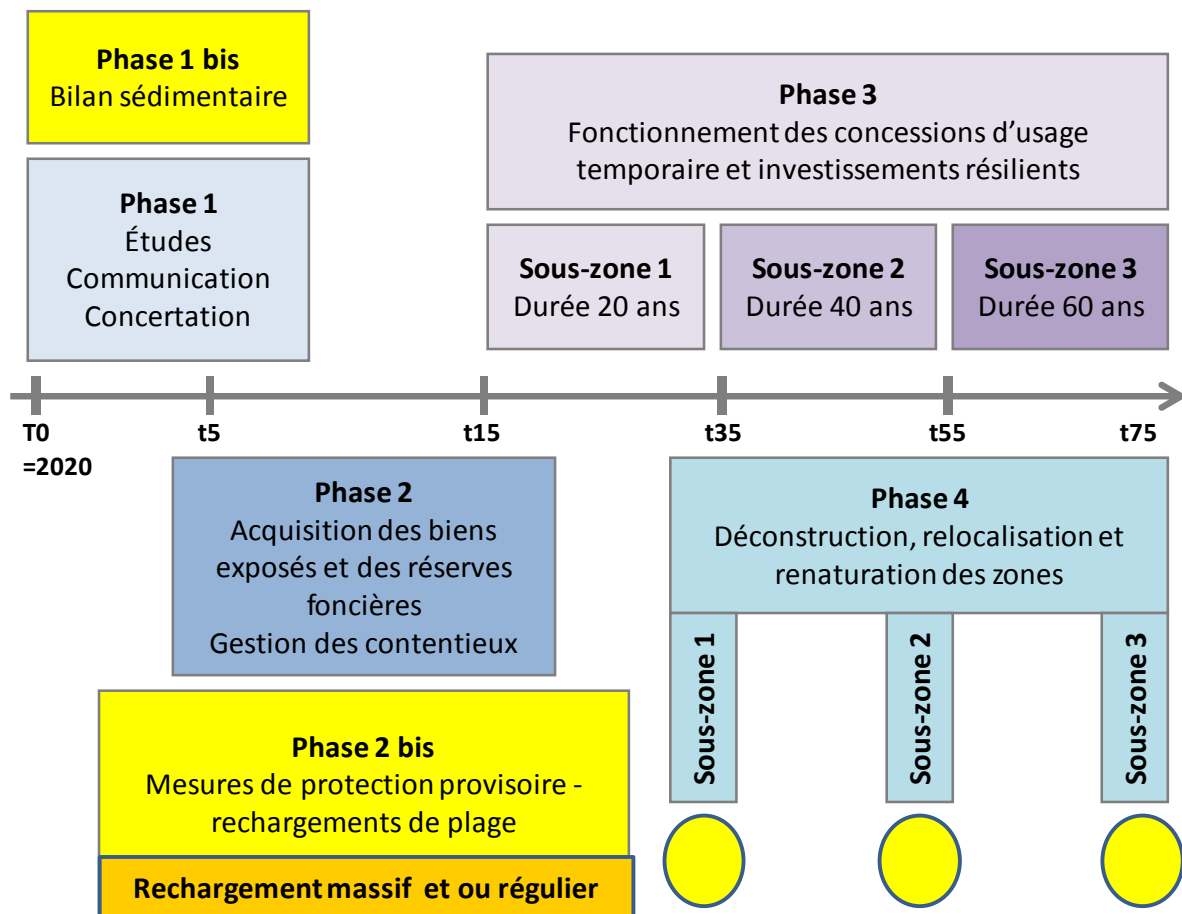 Phase 1 bis
Bilan sédimentaire
Phase 1
Études
Communication
Concertation
Phase 3
Fonctionnement des concessions d’usage
temporaire et investissements résilients
Sous-zone 1
Durée 20 ans
Sous-zone 2
Durée 40 ans
Sous-zone 3
Durée 60 ans
T0
=2020
t5
t15
t35
t55
t75
Phase 2
Acquisition des biens
exposés et des réserves
foncières
Gestion des contentieux
Phase 2 bis
Mesures de protection provisoire -
rechargements de plage
Rechargement massif et ou régulier
Phase 4
Déconstruction, relocalisation et
renaturation des zones
Sous-zone 1
Sous-zone 2
Sous-zone 3